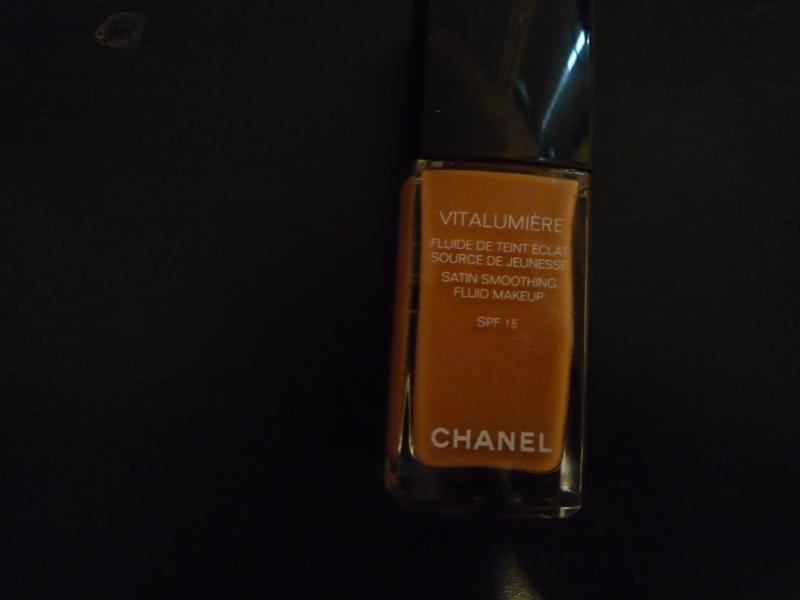 VITALUMIÈRE
FLUIDE DE TEINT ÉCLAT
SOURCE DE JEUNESSE
SATIN SMOOTHING
FLUID MAKEUP
SPF 15
CHANEL